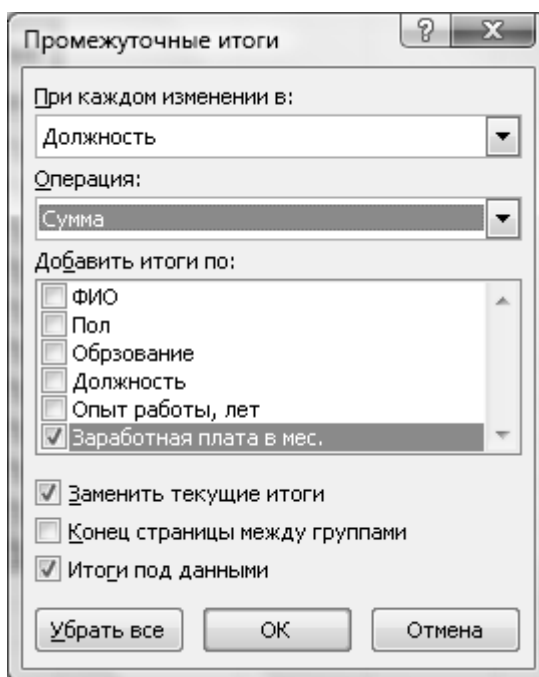 Промежуточные итоги
При каждом изменении в:
Должность
Операция:
Сумма
Добавить итоги по:
ФИО
Пол
Обрзование
Должность
Опыт работы, лет
Заработная плата в мес.
Заменить текущие итоги
Конец страницы между группами
Итоги под данными
Убрать все ОК Отмена